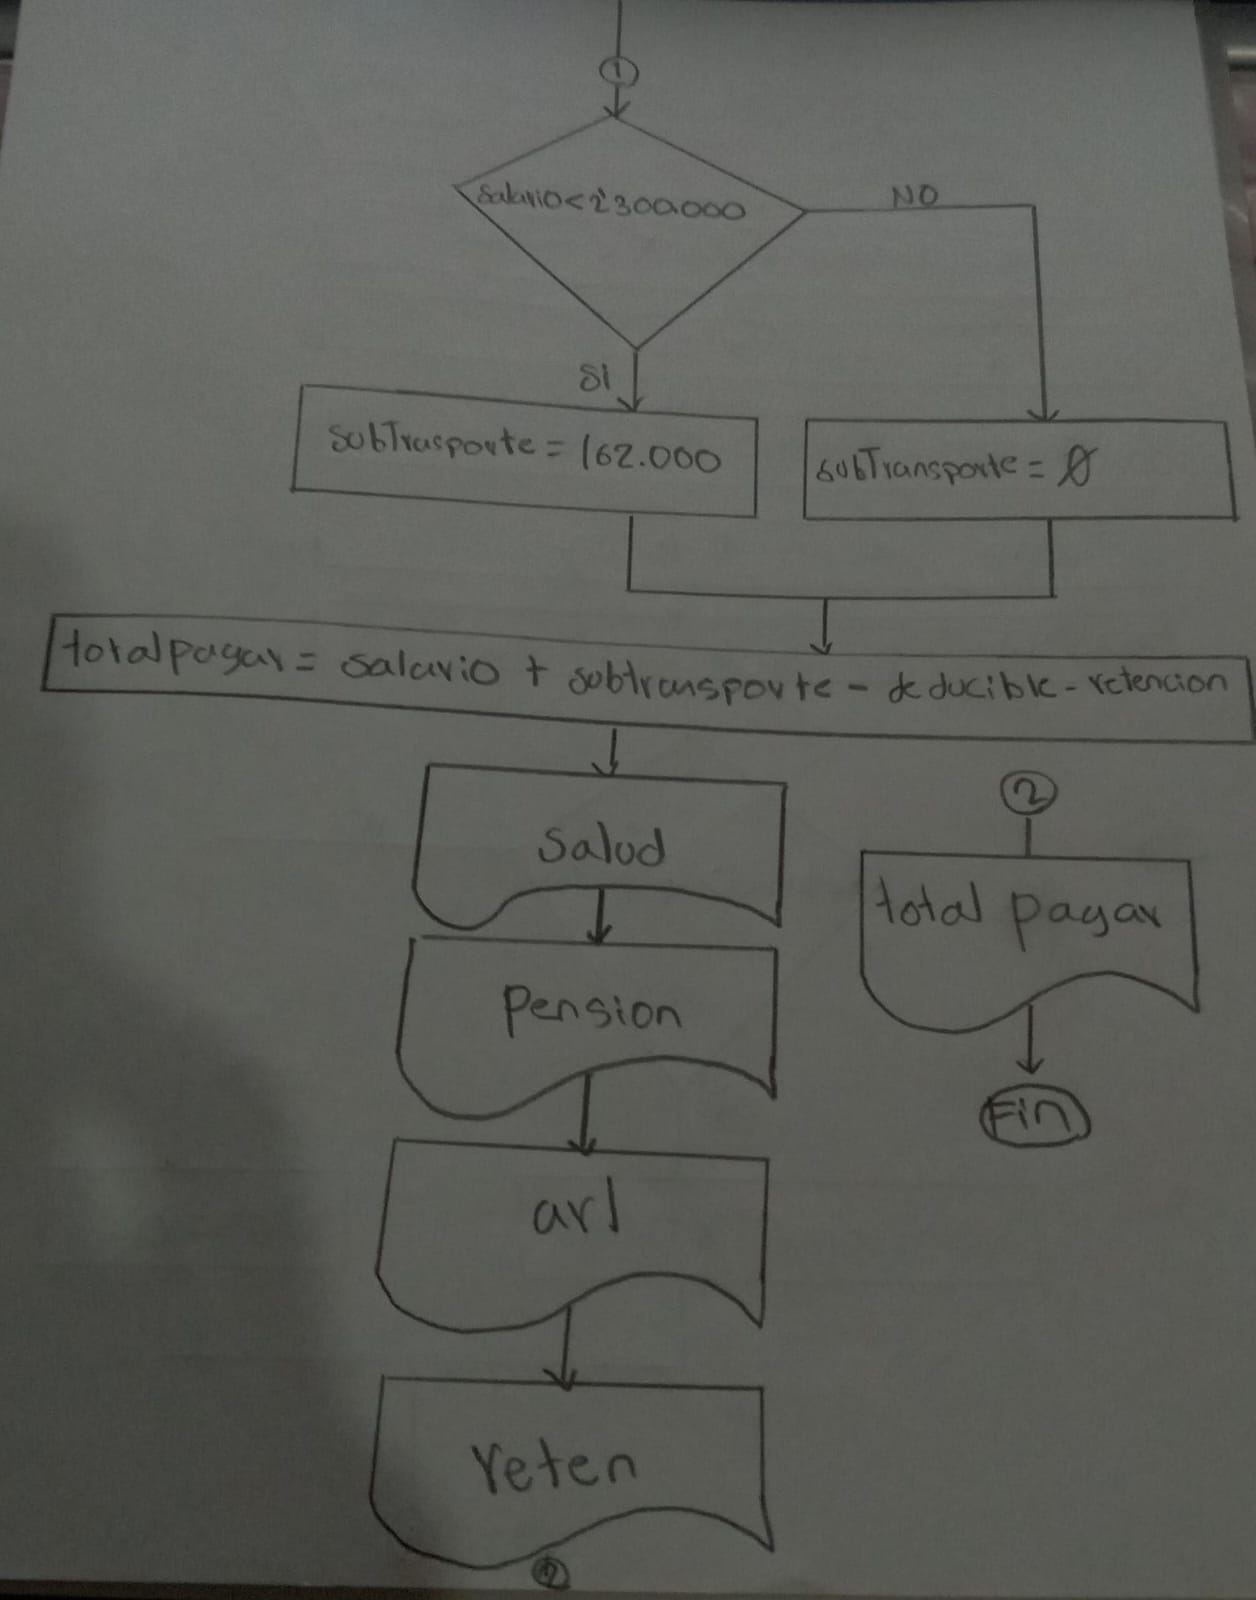 1
salario<2'300.000
NO
SI
subTrasporte = 162.000
subTransporte = 0
totalpagar = salario + subtransporte - deducible - retencion
salud
Pension
arl
reten
2
2
total pagar
Fin